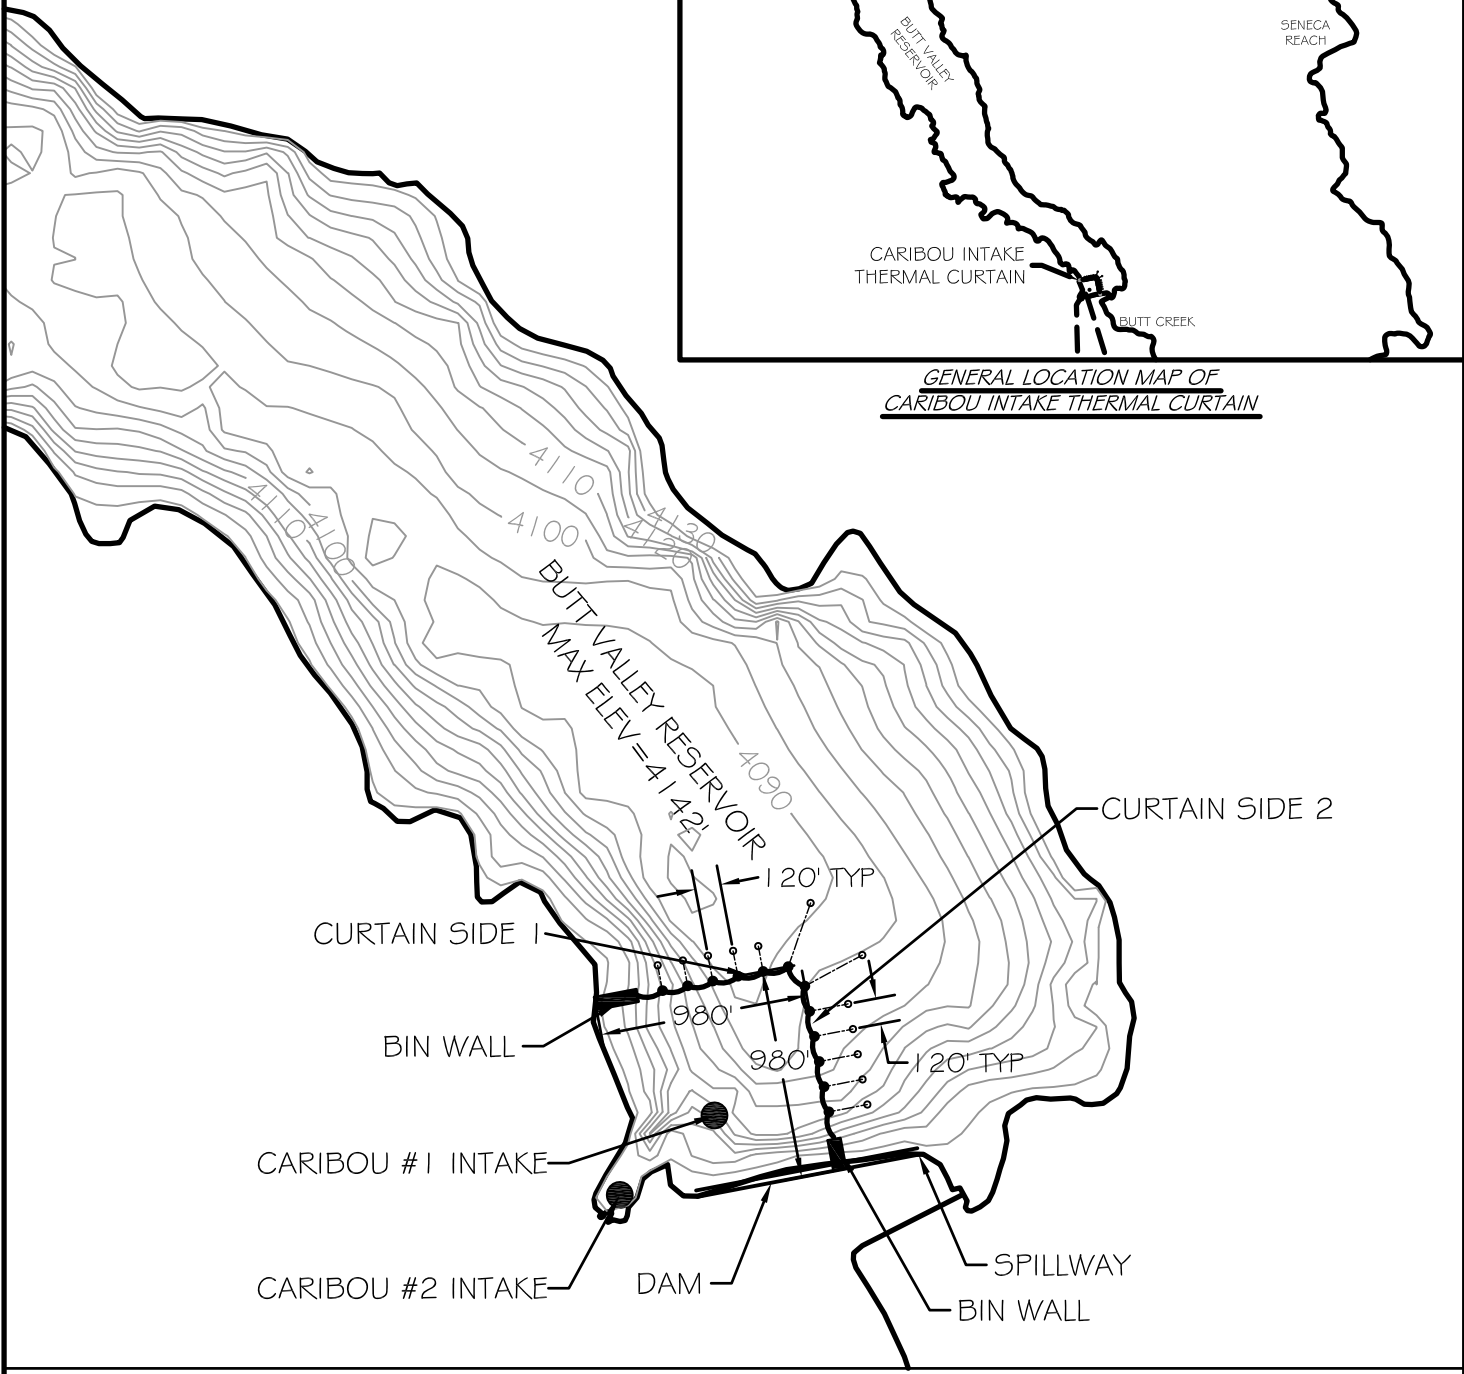 BUTT VALLEY
RESERVOIR
SENECA
REACH
CARIBOU INTAKE
THERMAL CURTAIN
BUTT CREEK
GENERAL LOCATION MAP OF
CARIBOU INTAKE THERMAL CURTAIN
4110
4100
4130
4120
4110
4100
BUTT VALLEY RESERVOIR
MAX ELEV=4142'
4090
CURTAIN SIDE 2
120' TYP
CURTAIN SIDE 1
980'
BIN WALL
980'
120' TYP
CARIBOU #1 INTAKE
CARIBOU #2 INTAKE
DAM
SPILLWAY
BIN WALL